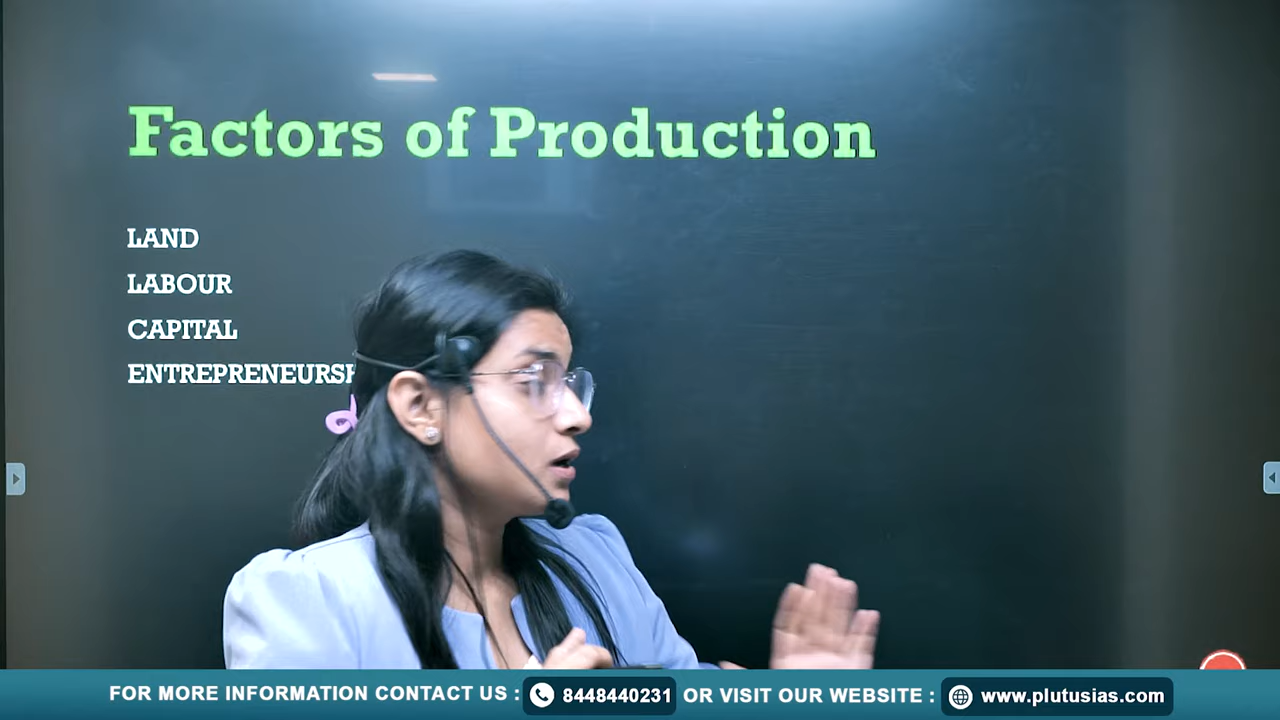 Factors of Production
LAND
LABOUR
CAPITAL
FOR MORE INFORMATION CONTACT US : 8448440231 OR VISIT OUR WEBSITE : www.plutusias.com